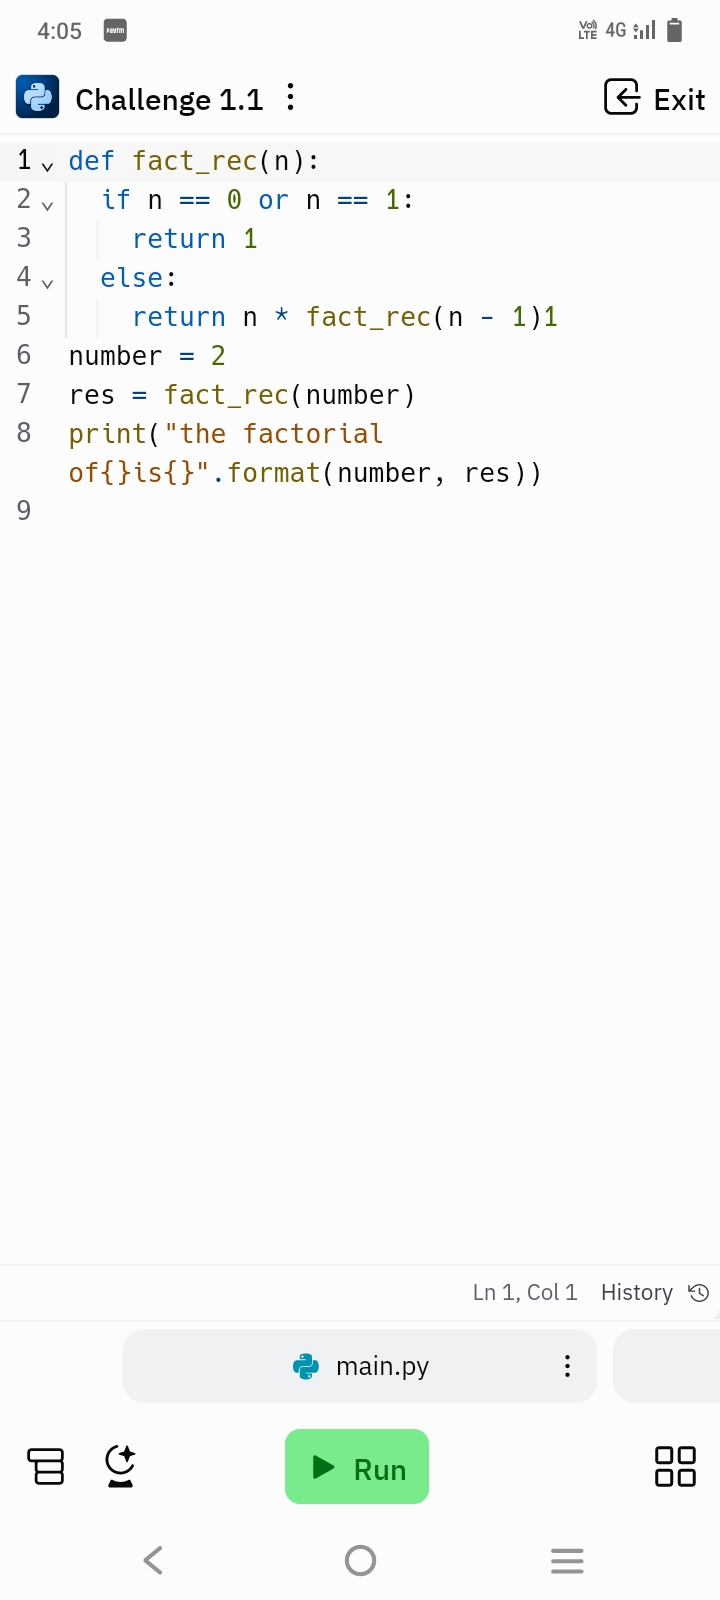 4:05 Paytm Vo) LTE 4G
Challenge 1.1 Exit
1 def fact_rec(n):
2 if n == 0 or n == 1:
3 return 1
4 else:
5 return n * fact_rec(n - 1)1
6 number = 2
7 res = fact_rec(number)
8 print("the factorial
of{}is{}".format(number, res))
9
Ln 1, Col 1 History
main.py
Run